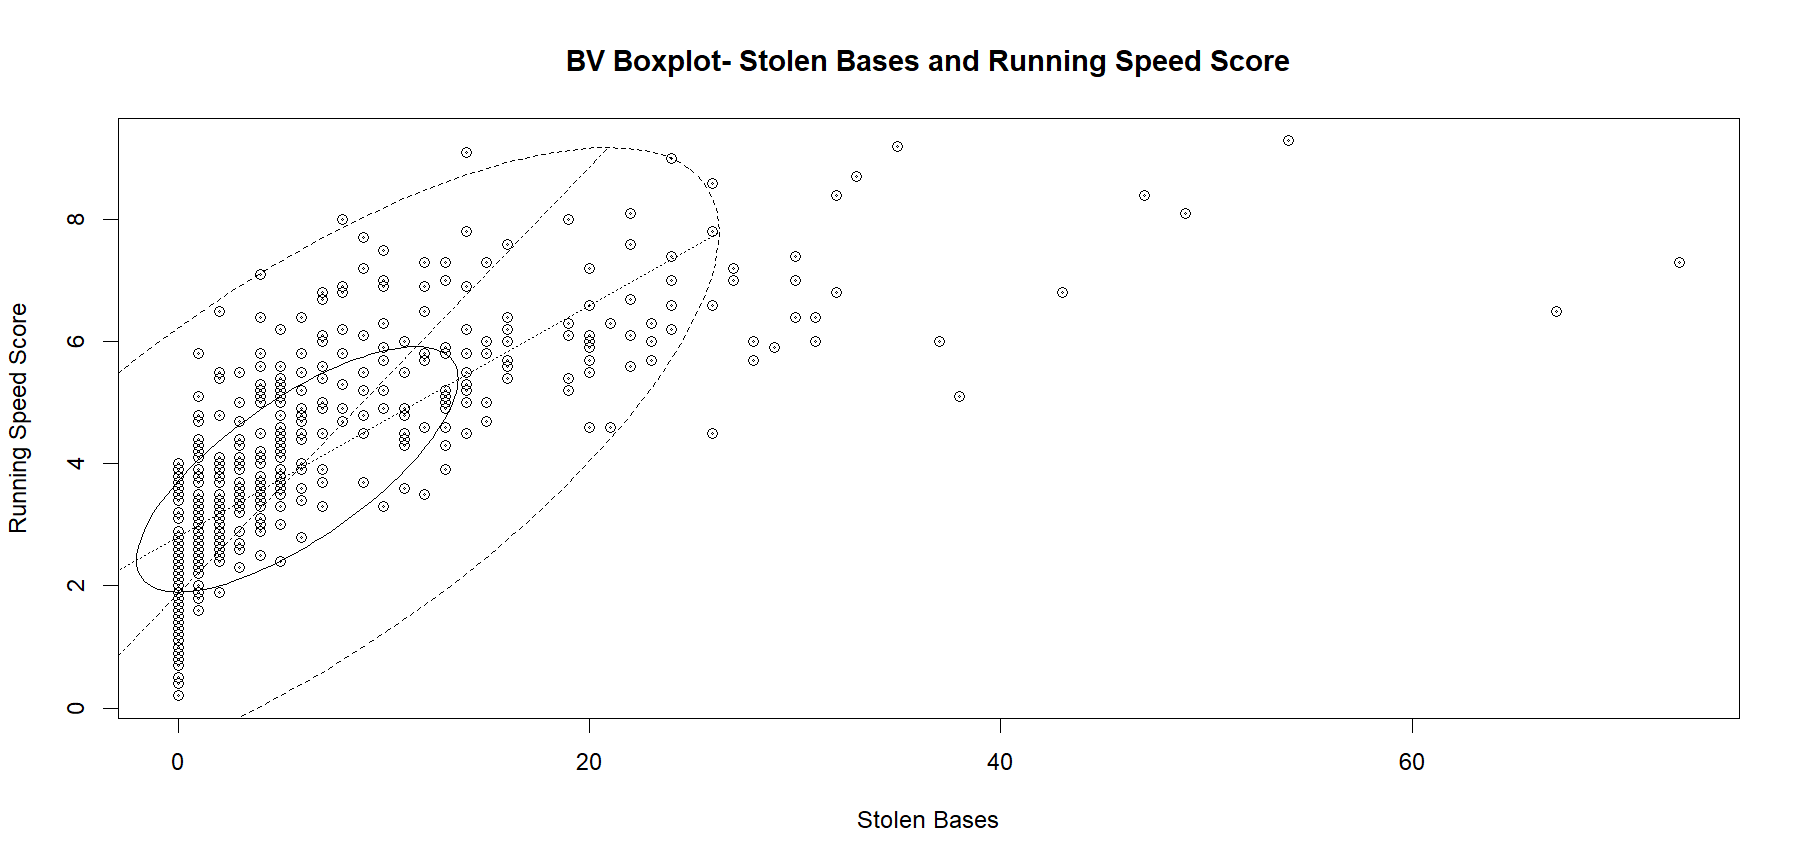 BV Boxplot- Stolen Bases and Running Speed Score
Running Speed Score
8
6
4
2
0
0 20 40 60
Stolen Bases